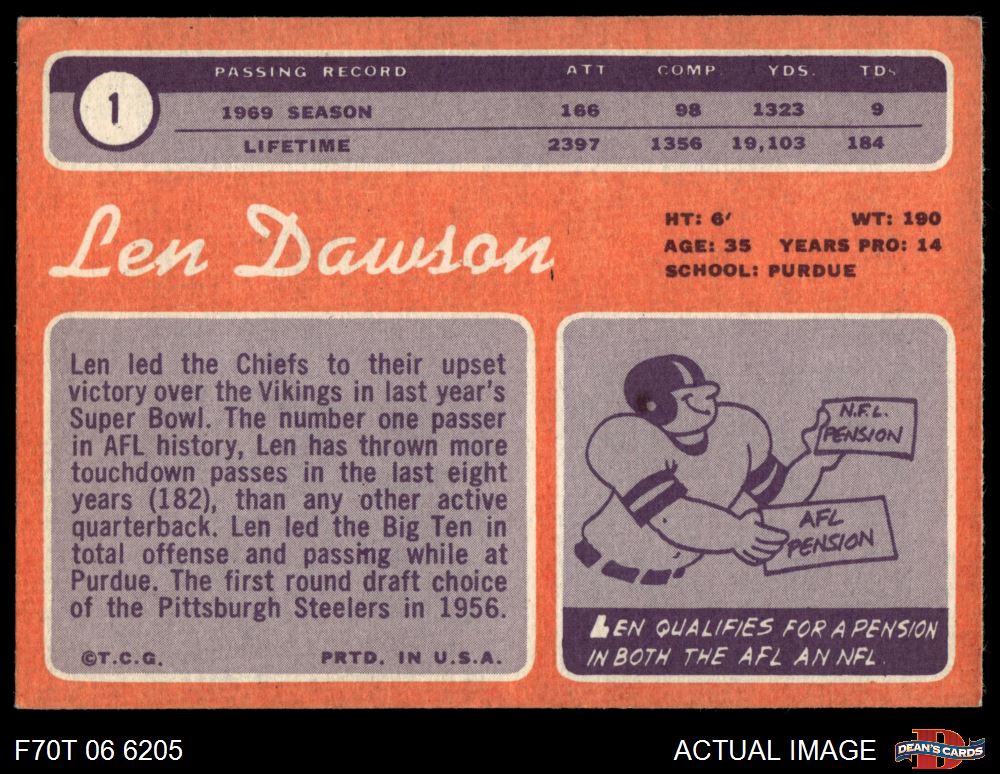 1
PASSING RECORD ATT COMP. YDS. TDs
1969 SEASON 166 98 1323 9
LIFETIME 2397 1356 19,103 184
Len Dawson
HT: 6' WT: 190
AGE: 35 YEARS PRO: 14
SCHOOL: PURDUE
Len led the Chiefs to their upset
victory over the Vikings in last year's
Super Bowl. The number one passer
in AFL history, Len has thrown more
touchdown passes in the last eight
years (182), than any other active
quarterback. Len led the Big Ten in
total offense and passing while at
Purdue. The first round draft choice
of the Pittsburgh Steelers in 1956.
©T.C.G. PRTD. IN U.S.A.
N.F.L.
PENSION
AFL
PENSION
LEN QUALIFIES FOR A PENSION
IN BOTH THE AFL AN NFL.
F70T 06 6205
ACTUAL IMAGE
D
DEAN'S CARDS